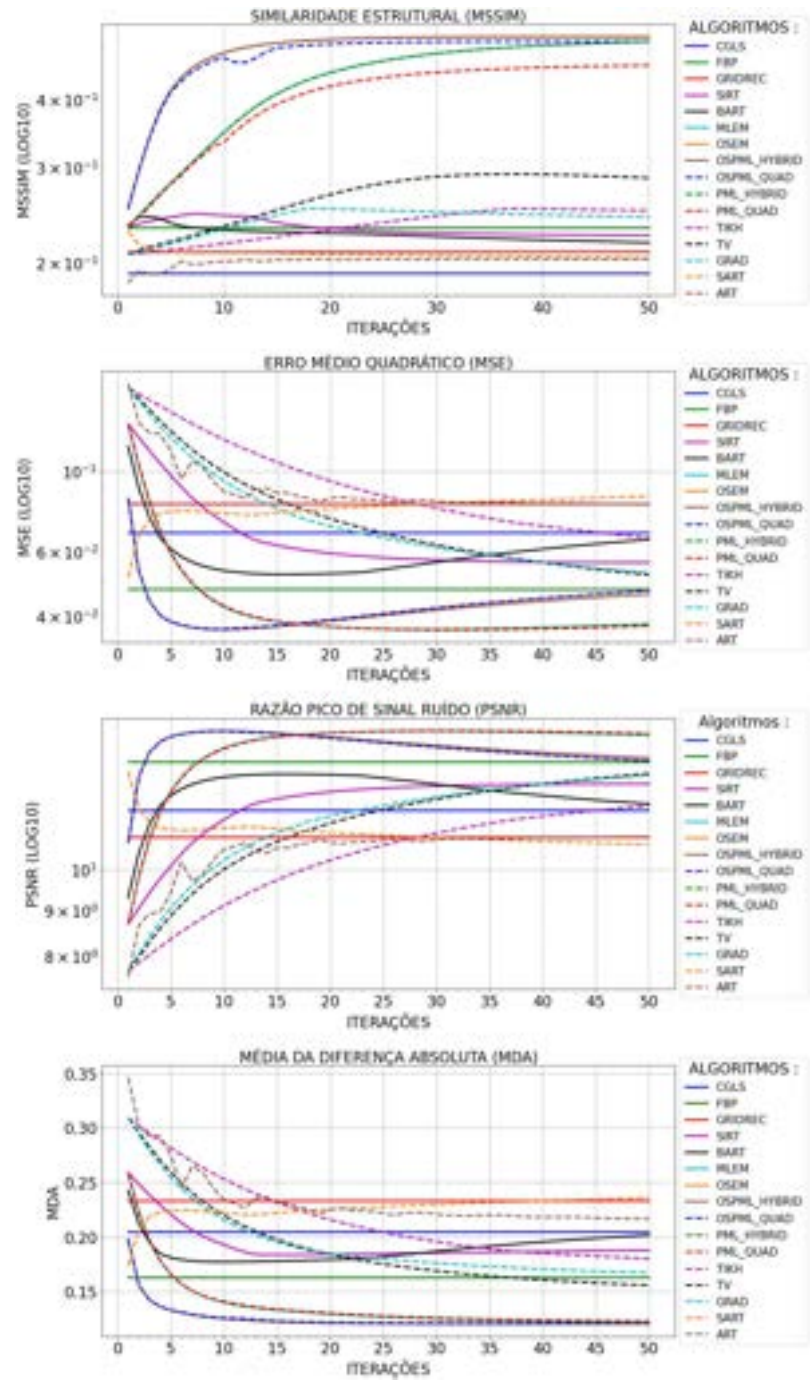 SIMILARIDADE ESTRUTURAL (MSSIM)
MSSIM (LOG10)
4 × 10⁻¹
3 × 10⁻¹
2 × 10⁻¹
0 5 10 15 20 25 30 35 40 45 50
ITERAÇÕES
ALGORITMOS :
CGLS
FBP
GRIDREC
SIRT
BART
MLEM
OSEM
OSPML_HYBRID
OSPML_QUAD
PML_HYBRID
PML_QUAD
TIKH
TV
GRAD
SART
ART
ERRO MÉDIO QUADRÁTICO (MSE)
MSE (LOG10)
10⁻¹
6 × 10⁻²
4 × 10⁻²
0 5 10 15 20 25 30 35 40 45 50
ITERAÇÕES
ALGORITMOS :
CGLS
FBP
GRIDREC
SIRT
BART
MLEM
OSEM
OSPML_HYBRID
OSPML_QUAD
PML_HYBRID
PML_QUAD
TIKH
TV
GRAD
SART
ART
RAZÃO PICO DE SINAL RUÍDO (PSNR)
PSNR (LOG10)
10¹
9 × 10⁰
8 × 10⁰
0 5 10 15 20 25 30 35 40 45 50
ITERAÇÕES
Algoritmos :
CGLS
FBP
GRIDREC
SIRT
BART
MLEM
OSEM
OSPML_HYBRID
OSPML_QUAD
PML_HYBRID
PML_QUAD
TIKH
TV
GRAD
SART
ART
MÉDIA DA DIFERENÇA ABSOLUTA (MDA)
MDA
0.35
0.30
0.25
0.20
0.15
0 5 10 15 20 25 30 35 40 45 50
ITERAÇÕES
ALGORITMOS :
CGLS
FBP
GRIDREC
SIRT
BART
MLEM
OSEM
OSPML_HYBRID
OSPML_QUAD
PML_HYBRID
PML_QUAD
TIKH
TV
GRAD
SART
ART